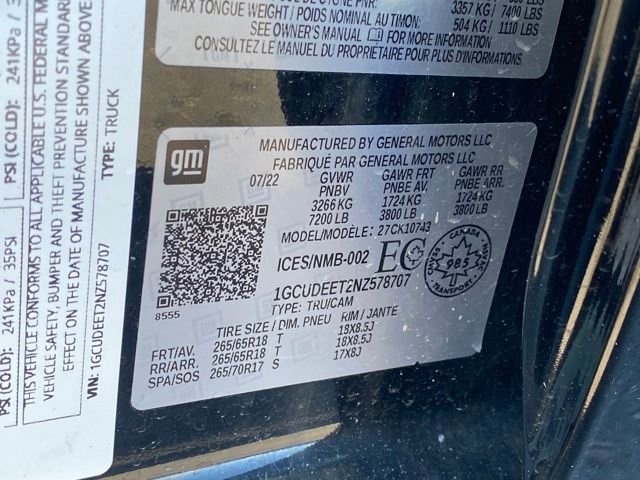 MAX TONGUE WEIGHT / POIDS NOMINAL AU TIMON:
3357 KG / 7400 LBS
504 KG / 1110 LBS
SEE OWNER'S MANUAL FOR MORE INFORMATION
CONSULTEZ LE MANUEL DU PROPRIÉTAIRE POUR PLUS D'INFORMATION
gm
MANUFACTURED BY GENERAL MOTORS LLC
FABRIQUÉ PAR GENERAL MOTORS LLC
07/22 GVWR GAWR FRT GAWR RR
PNBV PNBE AV. PNBE ARR.
3266 KG 1724 KG 1724 KG
7200 LB 3800 LB 3800 LB
MODEL/MODÈLE: 27CK10743
ICES/NMB-002 EC
CANADA
985
TRANSPORT
8555
1GCUDEET2NZ578707
TYPE: TRU/CAM
TIRE SIZE / DIM. PNEU RIM / JANTE
FRT/AV. 265/65R18 T 18X8.5J
RR/ARR. 265/65R18 T 18X8.5J
SPA/SOS 265/70R17 S 17X8J
PSI (COLD): 241KPA /
PSI (COLD): 241KPA / 35PSI
THIS VEHICLE CONFORMS TO ALL APPLICABLE U.S. FEDERAL
VEHICLE SAFETY, BUMPER AND THEFT PREVENTION STANDARD
EFFECT ON THE DATE OF MANUFACTURE SHOWN ABOVE
VIN: 1GCUDEET2NZ578707 TYPE: TRUCK